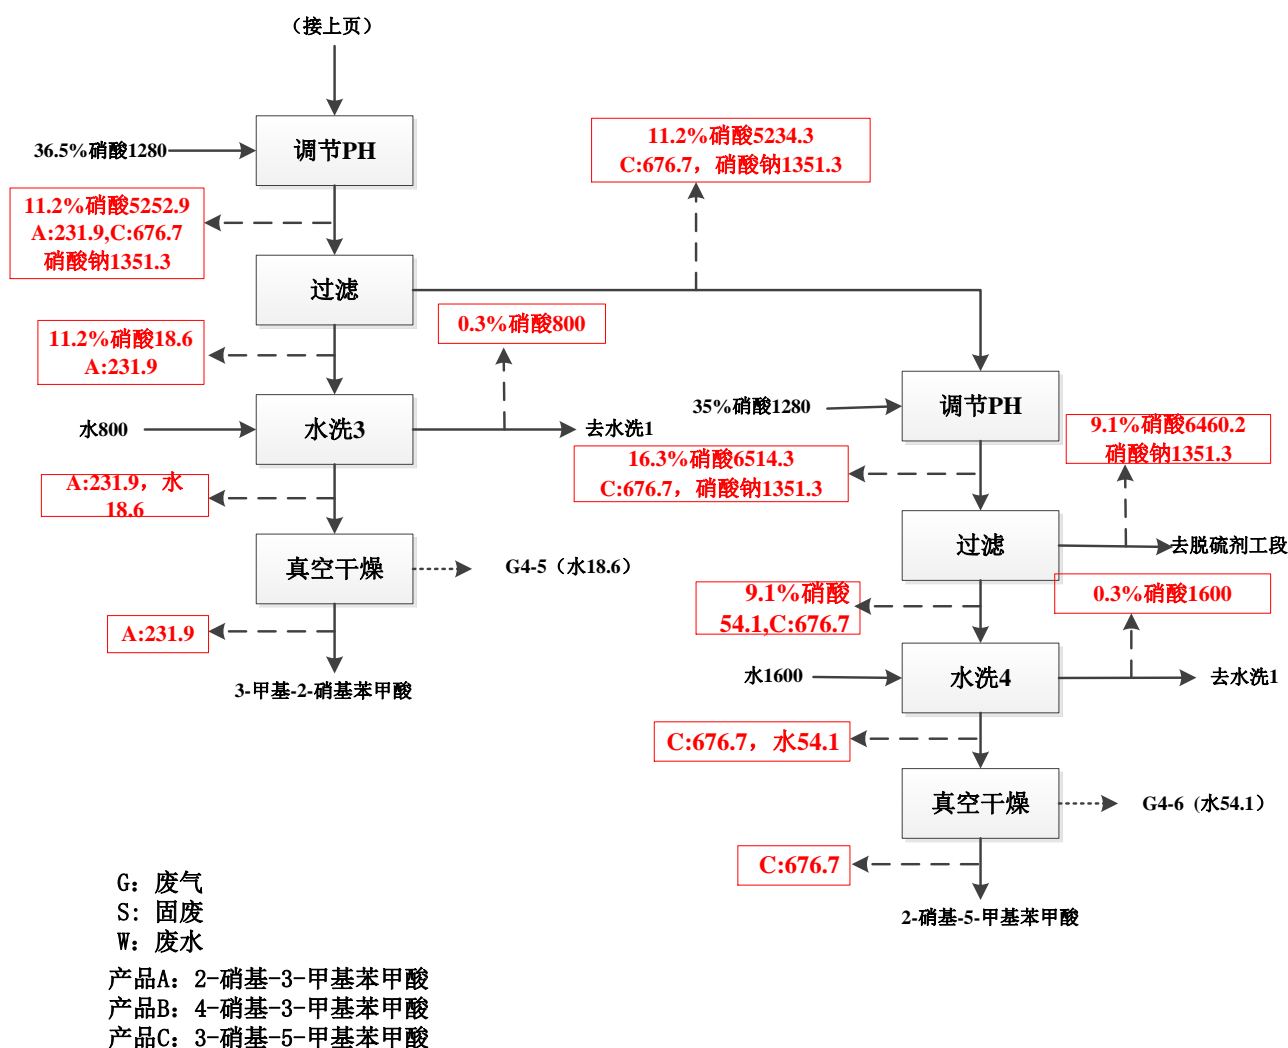 （接上页）
36.5%硝酸1280
调节PH
11.2%硝酸5252.9
A:231.9,C:676.7
硝酸钠1351.3
过滤
11.2%硝酸5234.3
C:676.7，硝酸钠1351.3
11.2%硝酸18.6
A:231.9
0.3%硝酸800
水800
水洗3
去水洗1
A:231.9，水
18.6
真空干燥
G4-5（水18.6）
A:231.9
3-甲基-2-硝基苯甲酸
35%硝酸1280
调节PH
9.1%硝酸6460.2
硝酸钠1351.3
16.3%硝酸6514.3
C:676.7，硝酸钠1351.3
过滤
去脱硫剂工段
9.1%硝酸
54.1,C:676.7
0.3%硝酸1600
水1600
水洗4
去水洗1
C:676.7，水54.1
真空干燥
G4-6（水54.1）
C:676.7
2-硝基-5-甲基苯甲酸
G：废气
S：固废
W：废水
产品A：2-硝基-3-甲基苯甲酸
产品B：4-硝基-3-甲基苯甲酸
产品C：3-硝基-5-甲基苯甲酸